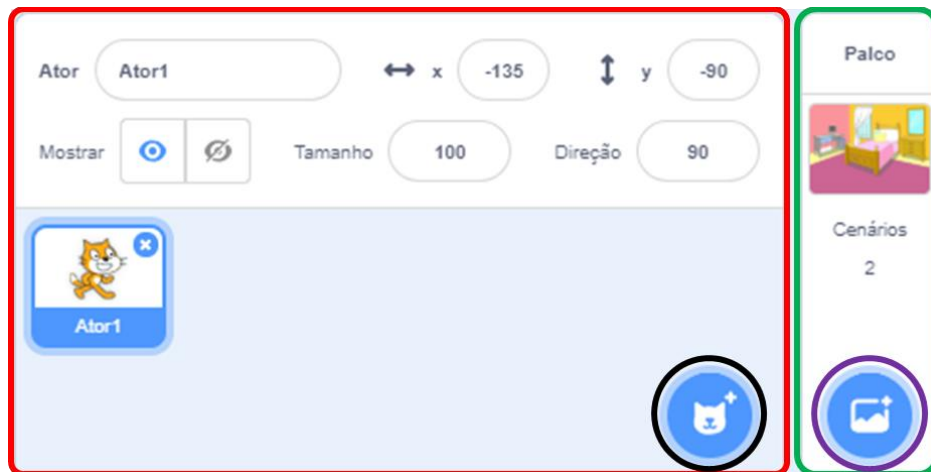 Ator Ator1 x -135 y -90
Mostrar Tamanho 100 Direção 90
Ator1
Palco
Cenários
2